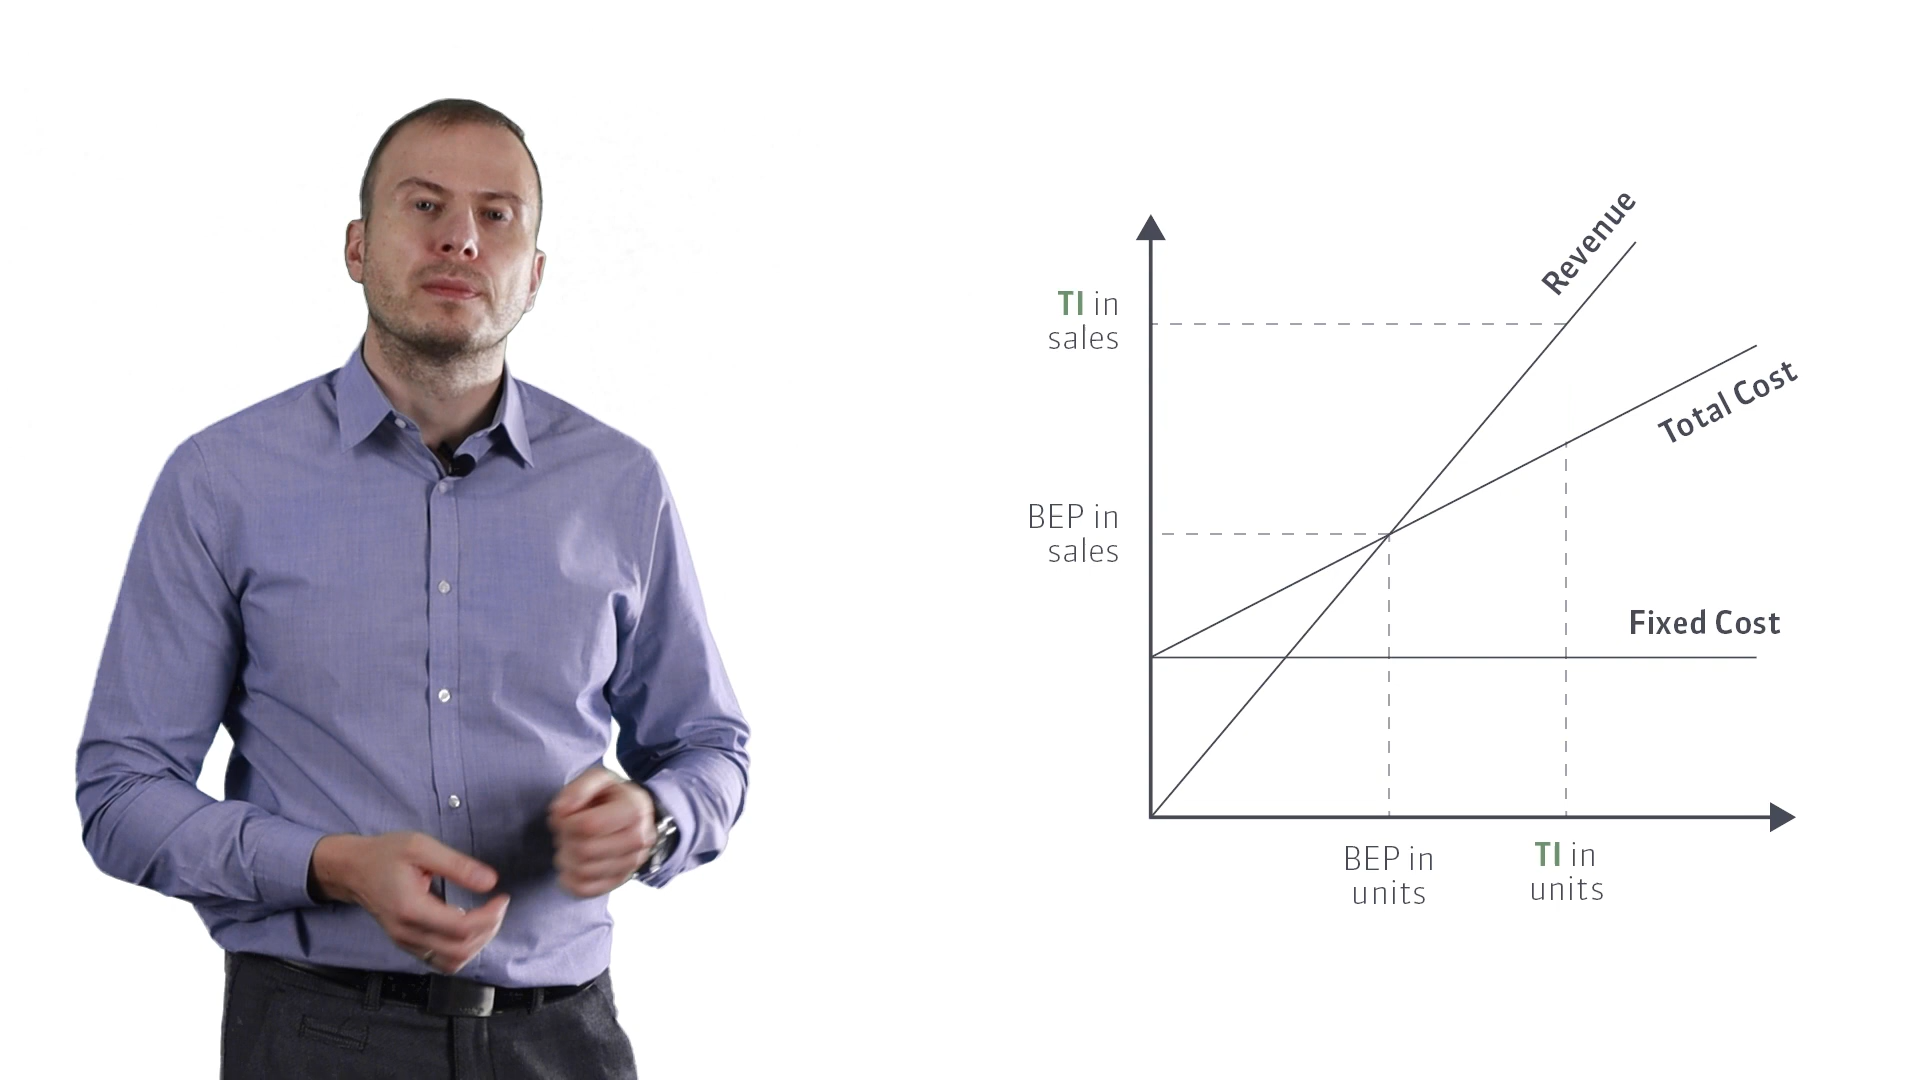 Revenue
TI in
sales
Total Cost
BEP in
sales
Fixed Cost
BEP in
units
TI in
units